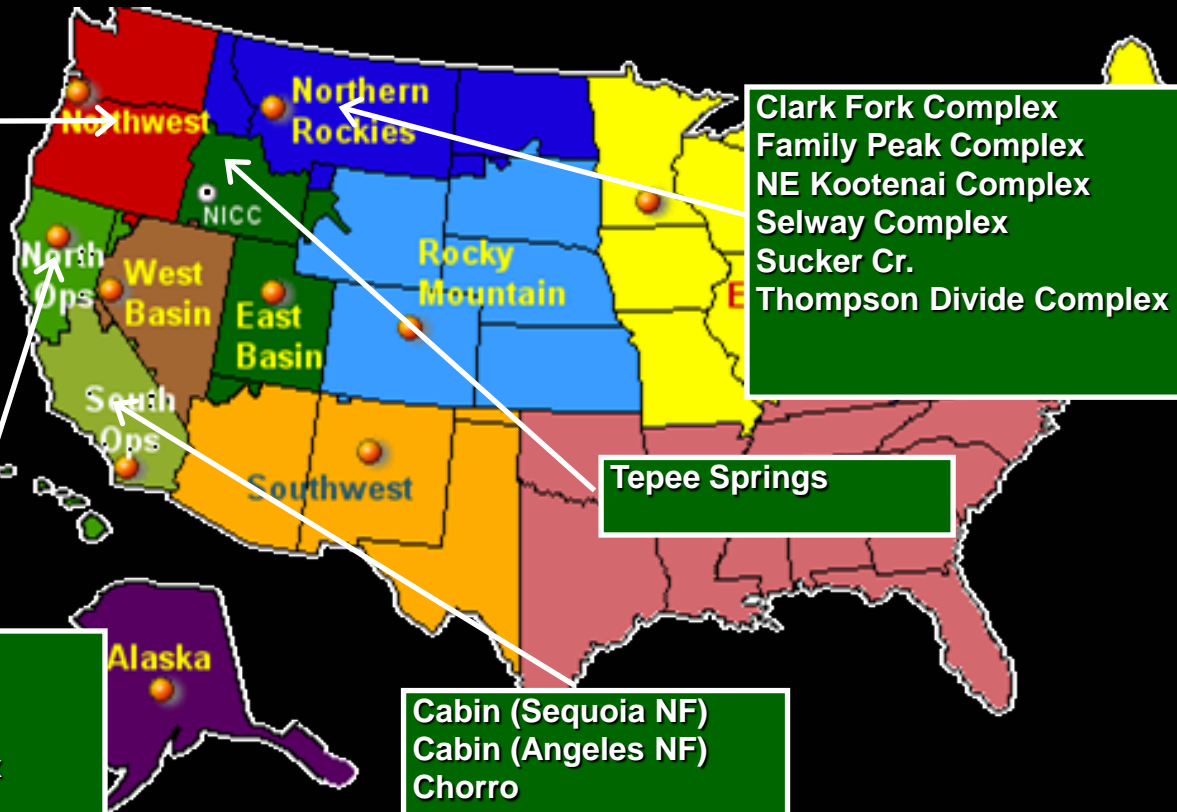 Northern
Rockies
Northwest
NICC
North
Ops
West
Basin
East
Basin
Rocky
Mountain
South
Ops
Southwest
Alaska
Clark Fork Complex
Family Peak Complex
NE Kootenai Complex
Selway Complex
Sucker Cr.
Thompson Divide Complex
Tepee Springs
Cabin (Sequoia NF)
Cabin (Angeles NF)
Chorro